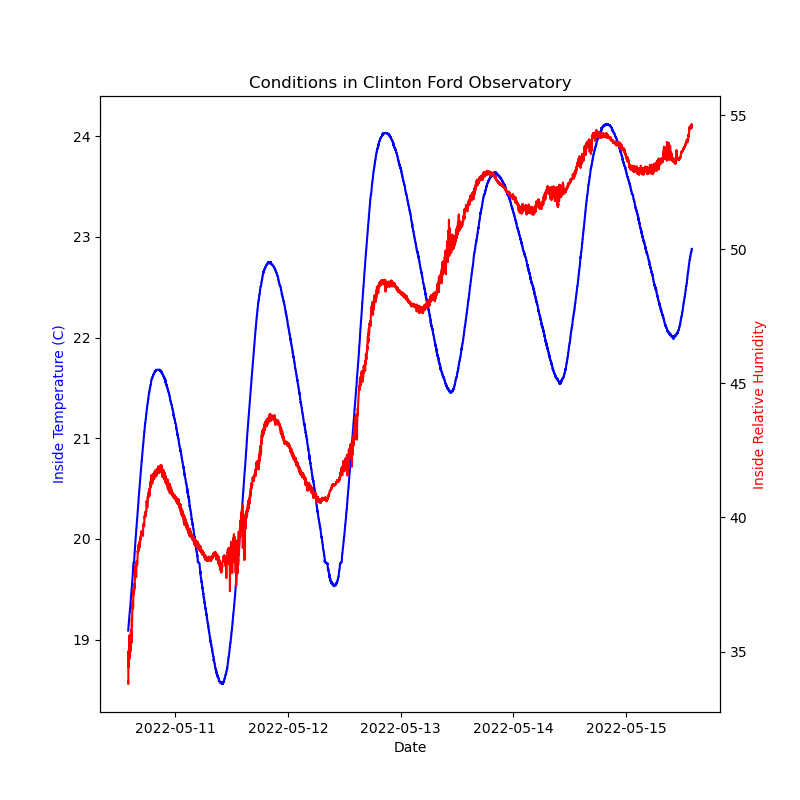 Conditions in Clinton Ford Observatory
Inside Temperature (C)
24
23
22
21
20
19
55
50
45
40
35
Inside Relative Humidity
2022-05-11 2022-05-12 2022-05-13 2022-05-14 2022-05-15
Date